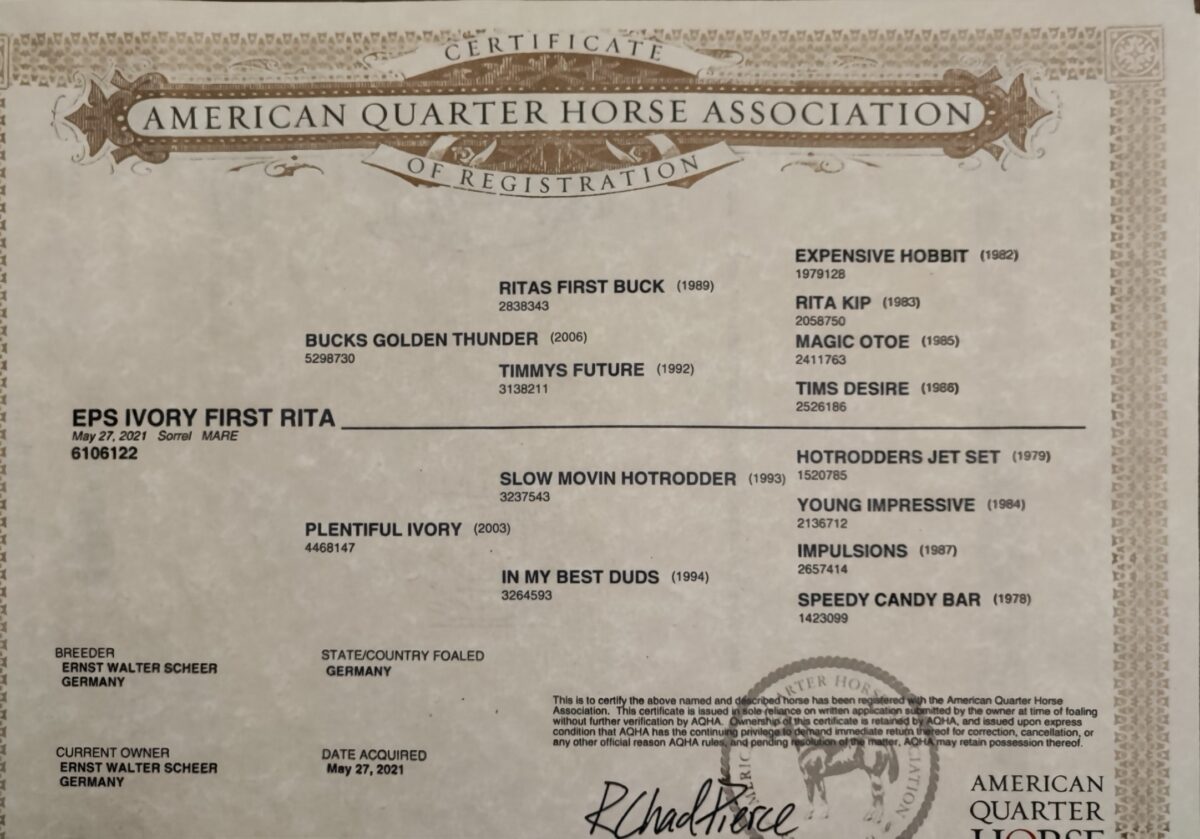 CERTIFICATE
AMERICAN QUARTER HORSE ASSOCIATION
OF REGISTRATION
EXPENSIVE HOBBIT (1982)
1979128
RITAS FIRST BUCK (1989)
2838343
RITA KIP (1983)
2058750
BUCKS GOLDEN THUNDER (2006)
5298730
MAGIC OTOE (1985)
2411763
TIMMYS FUTURE (1992)
3138211
TIMS DESIRE (1986)
2526186
EPS IVORY FIRST RITA
May 27, 2021 Sorrel MARE
6106122
HOTRODDERS JET SET (1979)
1520785
SLOW MOVIN HOTRODDER (1993)
3237543
YOUNG IMPRESSIVE (1984)
2136712
PLENTIFUL IVORY (2003)
4468147
IMPULSIONS (1987)
2657414
IN MY BEST DUDS (1994)
3264593
SPEEDY CANDY BAR (1978)
1423099
BREEDER
ERNST WALTER SCHEER
GERMANY
STATE/COUNTRY FOALED
GERMANY
This is to certify the above named and described horse has been registered with the American Quarter Horse
Association. This certificate is issued in sole reliance on written application submitted by the owner at time of foaling
without further verification by AQHA. Ownership of this certificate is retained by AQHA, and issued upon express
condition that AQHA has the continuing privilege to demand immediate return thereof for correction, cancellation, or
any other official reason AQHA rules, and pending resolution of the matter, AQHA may retain possession thereof.
CURRENT OWNER
ERNST WALTER SCHEER
GERMANY
DATE ACQUIRED
May 27, 2021
R Chad Pierce
AMERICAN
QUARTER
HORSE